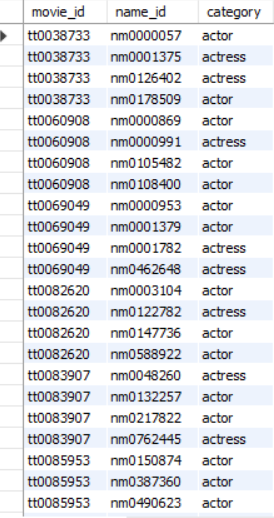 movie_id name_id category
tt0038733 nm0000057 actor
tt0038733 nm0001375 actress
tt0038733 nm0126402 actress
tt0038733 nm0178509 actor
tt0060908 nm0000869 actor
tt0060908 nm0000991 actress
tt0060908 nm0105482 actor
tt0060908 nm0108400 actor
tt0069049 nm0000953 actor
tt0069049 nm0001379 actor
tt0069049 nm0001782 actress
tt0069049 nm0462648 actress
tt0082620 nm0003104 actor
tt0082620 nm0122782 actress
tt0082620 nm0147736 actor
tt0082620 nm0588922 actor
tt0083907 nm0048260 actress
tt0083907 nm0132257 actor
tt0083907 nm0217822 actor
tt0083907 nm0762445 actress
tt0085953 nm0150874 actor
tt0085953 nm0387360 actor
tt0085953 nm0490623 actor